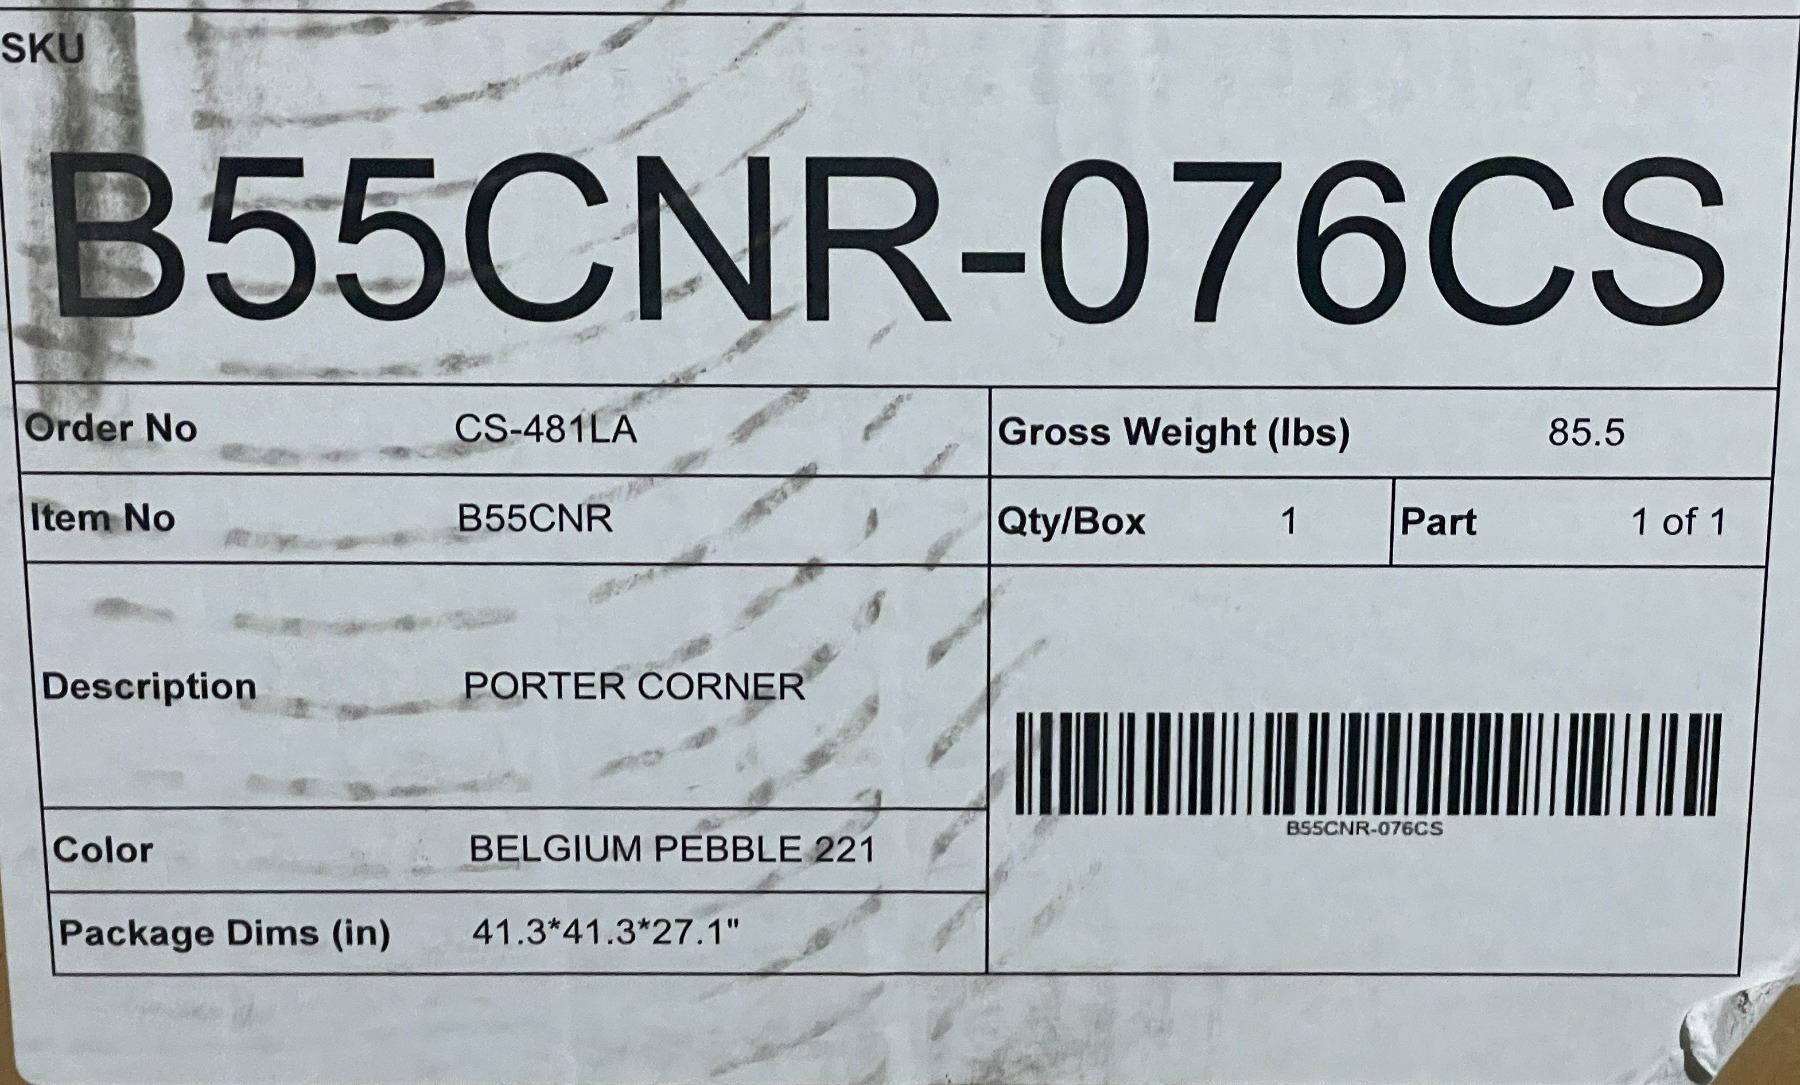 SKU
B55CNR-076CS
Order No CS-481LA Gross Weight (lbs) 85.5
Item No B55CNR Qty/Box 1 Part 1 of 1
Description PORTER CORNER
B55CNR-076CS
Color BELGIUM PEBBLE 221
Package Dims (in) 41.3*41.3*27.1"